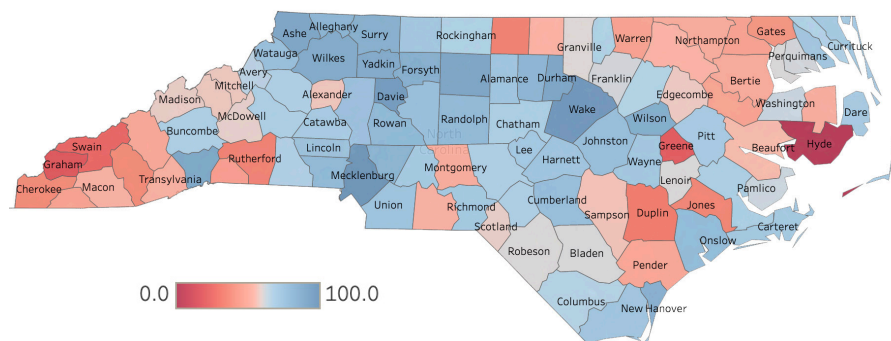 Alleghany
Ashe
Surry
Rockingham
Warren
Northampton
Gates
Currituck
Watauga
Wilkes
Granville
Perquimans
Yadkin
Forsyth
Avery
Alamance
Durham
Franklin
Bertie
Mitchell
Alexander
Davie
Edgecombe
Madison
Wake
Washington
McDowell
Dare
Catawba
Rowan
Randolph
Chatham
Wilson
Buncombe
North
Carolina
Johnston
Pitt
Swain
Lincoln
Lee
Greene
Beaufort
Hyde
Graham
Rutherford
Harnett
Wayne
Montgomery
Mecklenburg
Lenoir
Cherokee
Macon
Transylvania
Pamlico
Cumberland
Union
Richmond
Sampson
Duplin
Jones
Scotland
Carteret
Onslow
Robeson
Bladen
Pender
0.0
100.0
Columbus
New Hanover